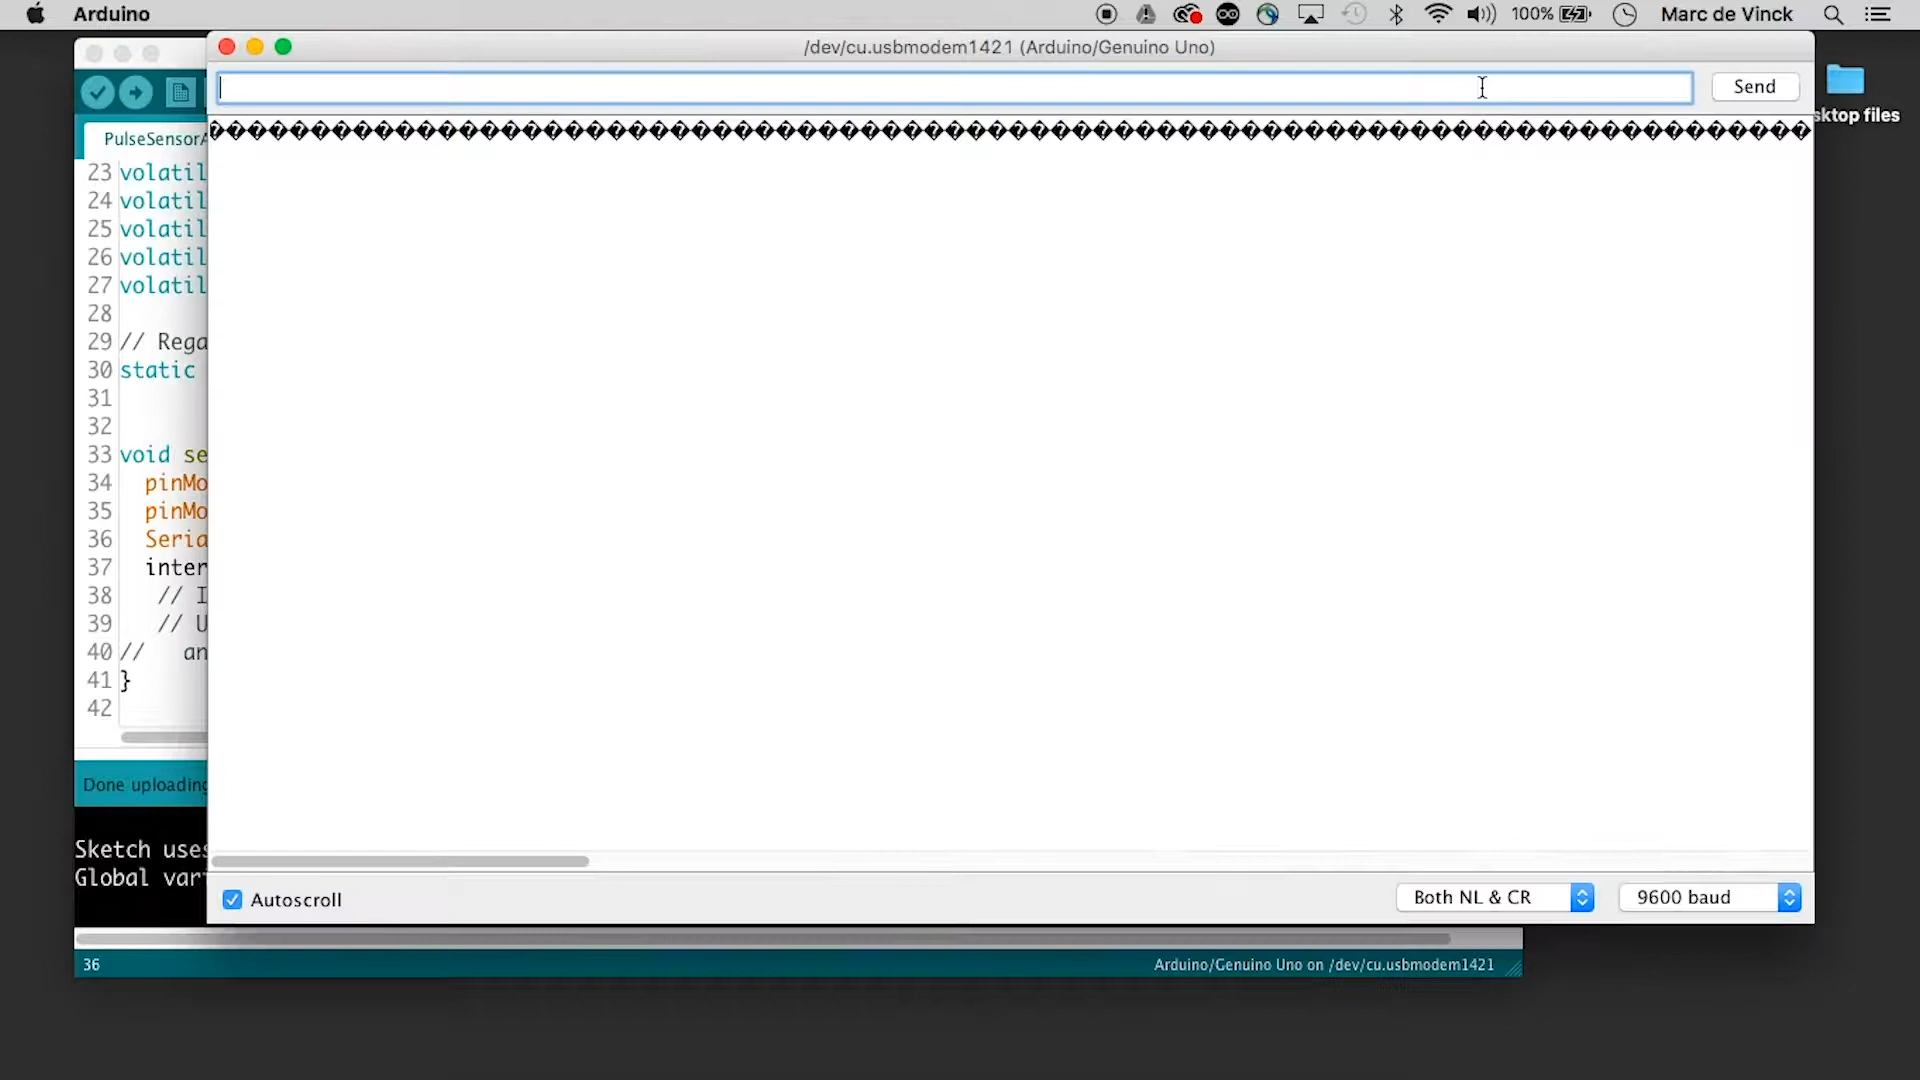 Arduino
100%
Marc de Vinck
/dev/cu.usbmodem1421 (Arduino/Genuino Uno)
Send
sktop files
PulseSensorA
23 volatil
24 volatil
25 volatil
26 volatil
27 volatil
28
29 // Rega
30 static
31
32
33 void se
34 pinMo
35 pinMo
36 Seria
37 inter
38 // I
39 // U
40 // an
41 }
42
Done uploading
Sketch uses
Global var
Autoscroll
Both NL & CR
9600 baud
36
Arduino/Genuino Uno on /dev/cu.usbmodem1421